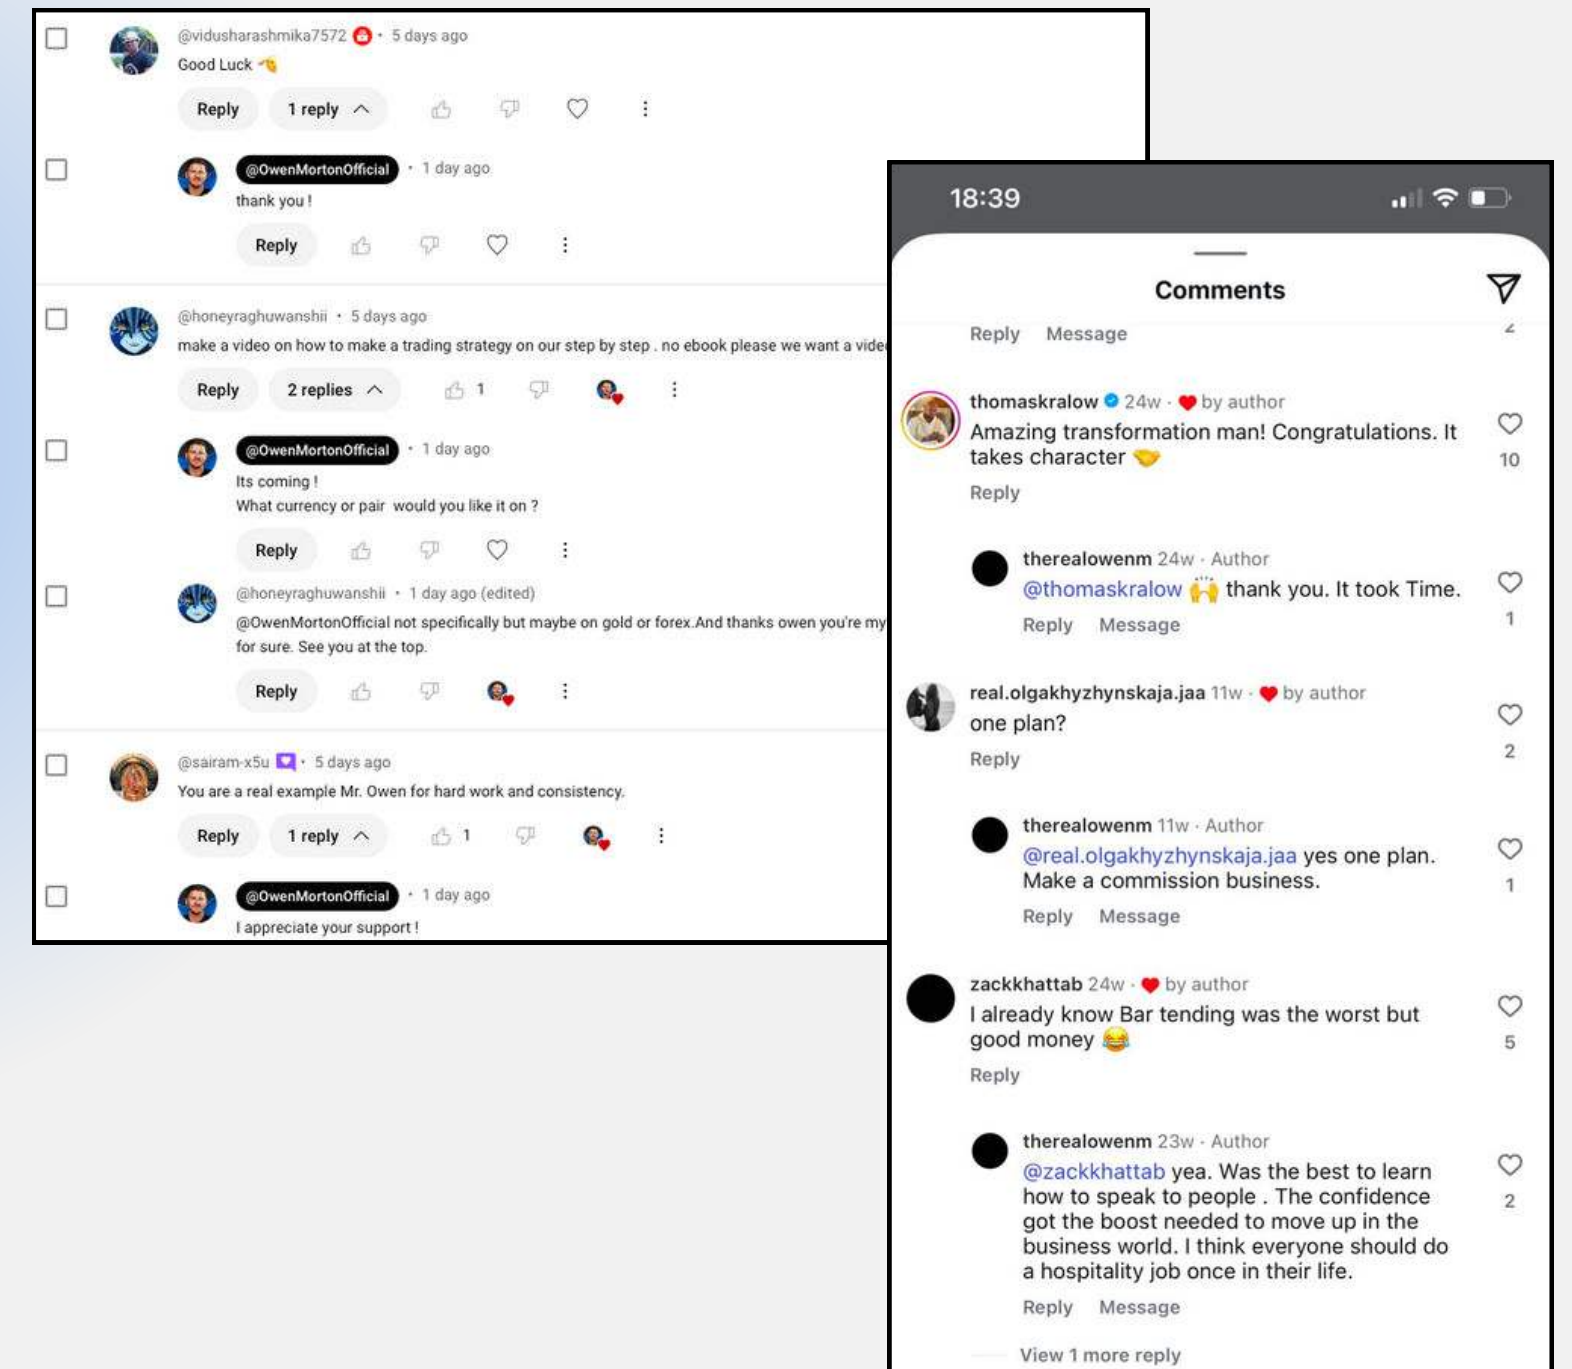 @vidusharashmika7572 • 5 days ago
Good Luck
Reply 1 reply
@OwenMortonOfficial • 1 day ago
thank you !
Reply
@honeyraghuwanshii • 5 days ago
make a video on how to make a trading strategy on our step by step . no ebook please we want a
Reply 2 replies 1
@OwenMortonOfficial • 1 day ago
Its coming !
What currency or pair would you like it on ?
Reply
@honeyraghuwanshii • 1 day ago (edited)
@OwenMortonOfficial not specifically but maybe on gold or forex.And thanks owen you're my
for sure. See you at the top.
Reply
@sairam-x5u • 5 days ago
You are a real example Mr. Owen for hard work and consistency.
Reply 1 reply 1
@OwenMortonOfficial • 1 day ago
I appreciate your support !
18:39
Comments
Reply Message
thomaskralow 24w · by author
Amazing transformation man! Congratulations. It
takes character
10
Reply
therealowenm 24w · Author
@thomaskralow 🙌 thank you. It took Time.
1
Reply Message
real.olgakhyzhynskaja.jaa 11w · by author
one plan?
2
Reply
therealowenm 11w · Author
@real.olgakhyzhynskaja.jaa yes one plan.
Make a commission business.
1
Reply Message
zackkhattab 24w · by author
I already know Bar tending was the worst but
good money 😂
5
Reply
therealowenm 23w · Author
@zackkhattab yea. Was the best to learn
how to speak to people . The confidence
2
got the boost needed to move up in the
business world. I think everyone should do
a hospitality job once in their life.
Reply Message
View 1 more reply